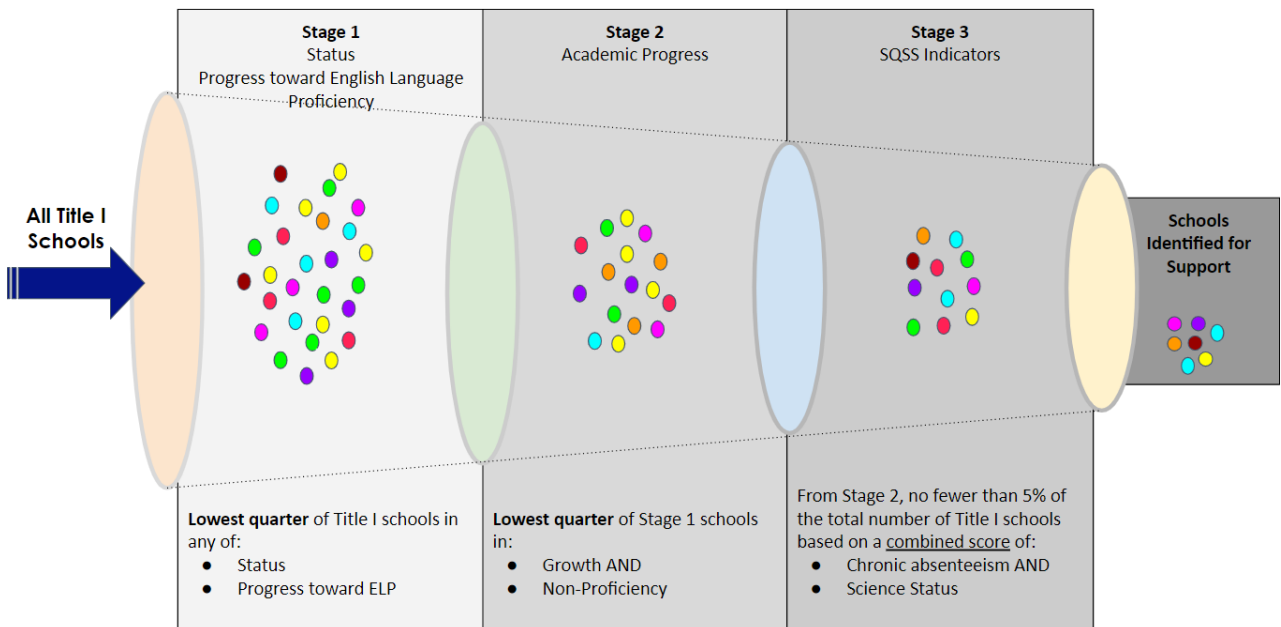 Stage 1
Status
Progress toward English Language
Proficiency
Stage 2
Academic Progress
Stage 3
SQSS Indicators
All Title I
Schools
Schools
Identified for
Support
Lowest quarter of Title I schools in
any of:
● Status
● Progress toward ELP
Lowest quarter of Stage 1 schools
in:
● Growth AND
● Non-Proficiency
From Stage 2, no fewer than 5% of
the total number of Title I schools
based on a combined score of:
● Chronic absenteeism AND
● Science Status